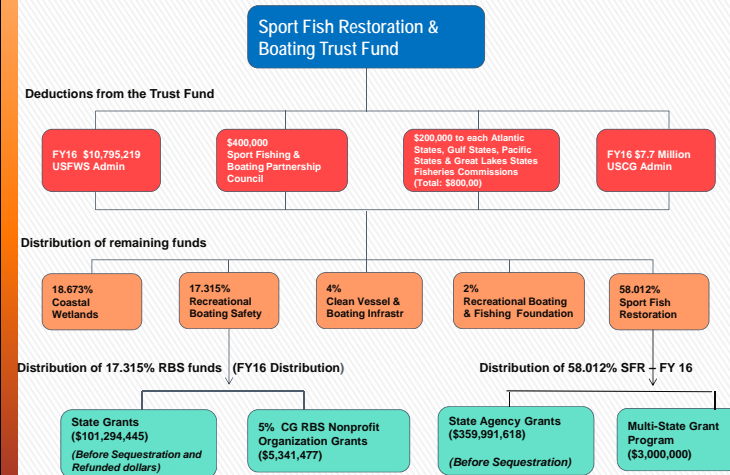 Sport Fish Restoration &
Boating Trust Fund
Deductions from the Trust Fund
FY16 $10,795,219
USFWS Admin
$400,000
Sport Fishing &
Boating Partnership
Council
$200,000 to each Atlantic
States, Gulf States, Pacific
States & Great Lakes States
Fisheries Commissions
(Total: $800,00)
FY16 $7.7 Million
USCG Admin
Distribution of remaining funds
18.673%
Coastal
Wetlands
17.315%
Recreational
Boating Safety
4%
Clean Vessel &
Boating Infrastr
2%
Recreational Boating
& Fishing Foundation
58.012%
Sport Fish
Restoration
Distribution of 17.315% RBS funds (FY16 Distribution)
Distribution of 58.012% SFR – FY 16
State Grants
($101,294,445)
(Before Sequestration and
Refunded dollars)
5% CG RBS Nonprofit
Organization Grants
($5,341,477)
State Agency Grants
($359,991,618)
(Before Sequestration)
Multi-State Grant
Program
($3,000,000)